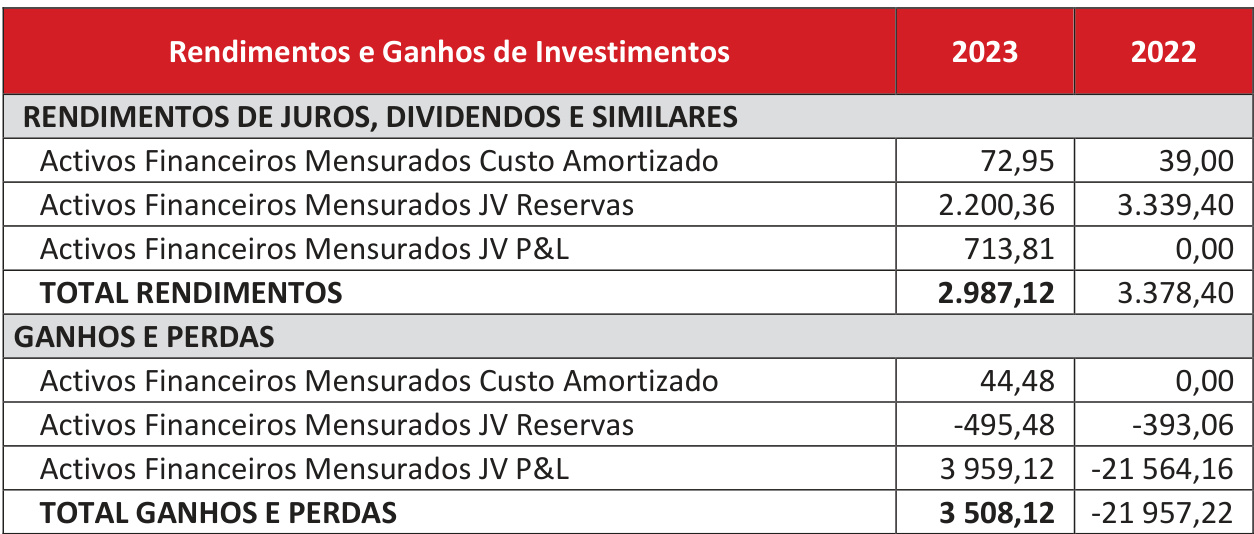 Rendimentos e Ganhos de Investimentos 2023 2022
RENDIMENTOS DE JUROS, DIVIDENDOS E SIMILARES
Activos Financeiros Mensurados Custo Amortizado 72,95 39,00
Activos Financeiros Mensurados JV Reservas 2.200,36 3.339,40
Activos Financeiros Mensurados JV P&L 713,81 0,00
TOTAL RENDIMENTOS 2.987,12 3.378,40
GANHOS E PERDAS
Activos Financeiros Mensurados Custo Amortizado 44,48 0,00
Activos Financeiros Mensurados JV Reservas -495,48 -393,06
Activos Financeiros Mensurados JV P&L 3 959,12 -21 564,16
TOTAL GANHOS E PERDAS 3 508,12 -21 957,22